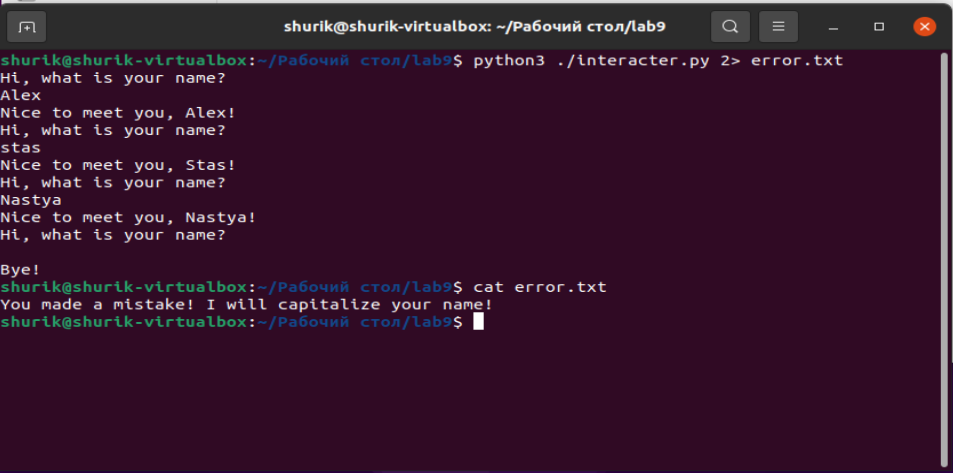 shurik@shurik-virtualbox: ~/Рабочий стол/lab9
shurik@shurik-virtualbox:~/Рабочий стол/lab9$ python3 ./interacter.py 2> error.txt
Hi, what is your name?
Alex
Nice to meet you, Alex!
Hi, what is your name?
stas
Nice to meet you, Stas!
Hi, what is your name?
Nastya
Nice to meet you, Nastya!
Hi, what is your name?
Bye!
shurik@shurik-virtualbox:~/Рабочий стол/lab9$ cat error.txt
You made a mistake! I will capitalize your name!
shurik@shurik-virtualbox:~/Рабочий стол/lab9$